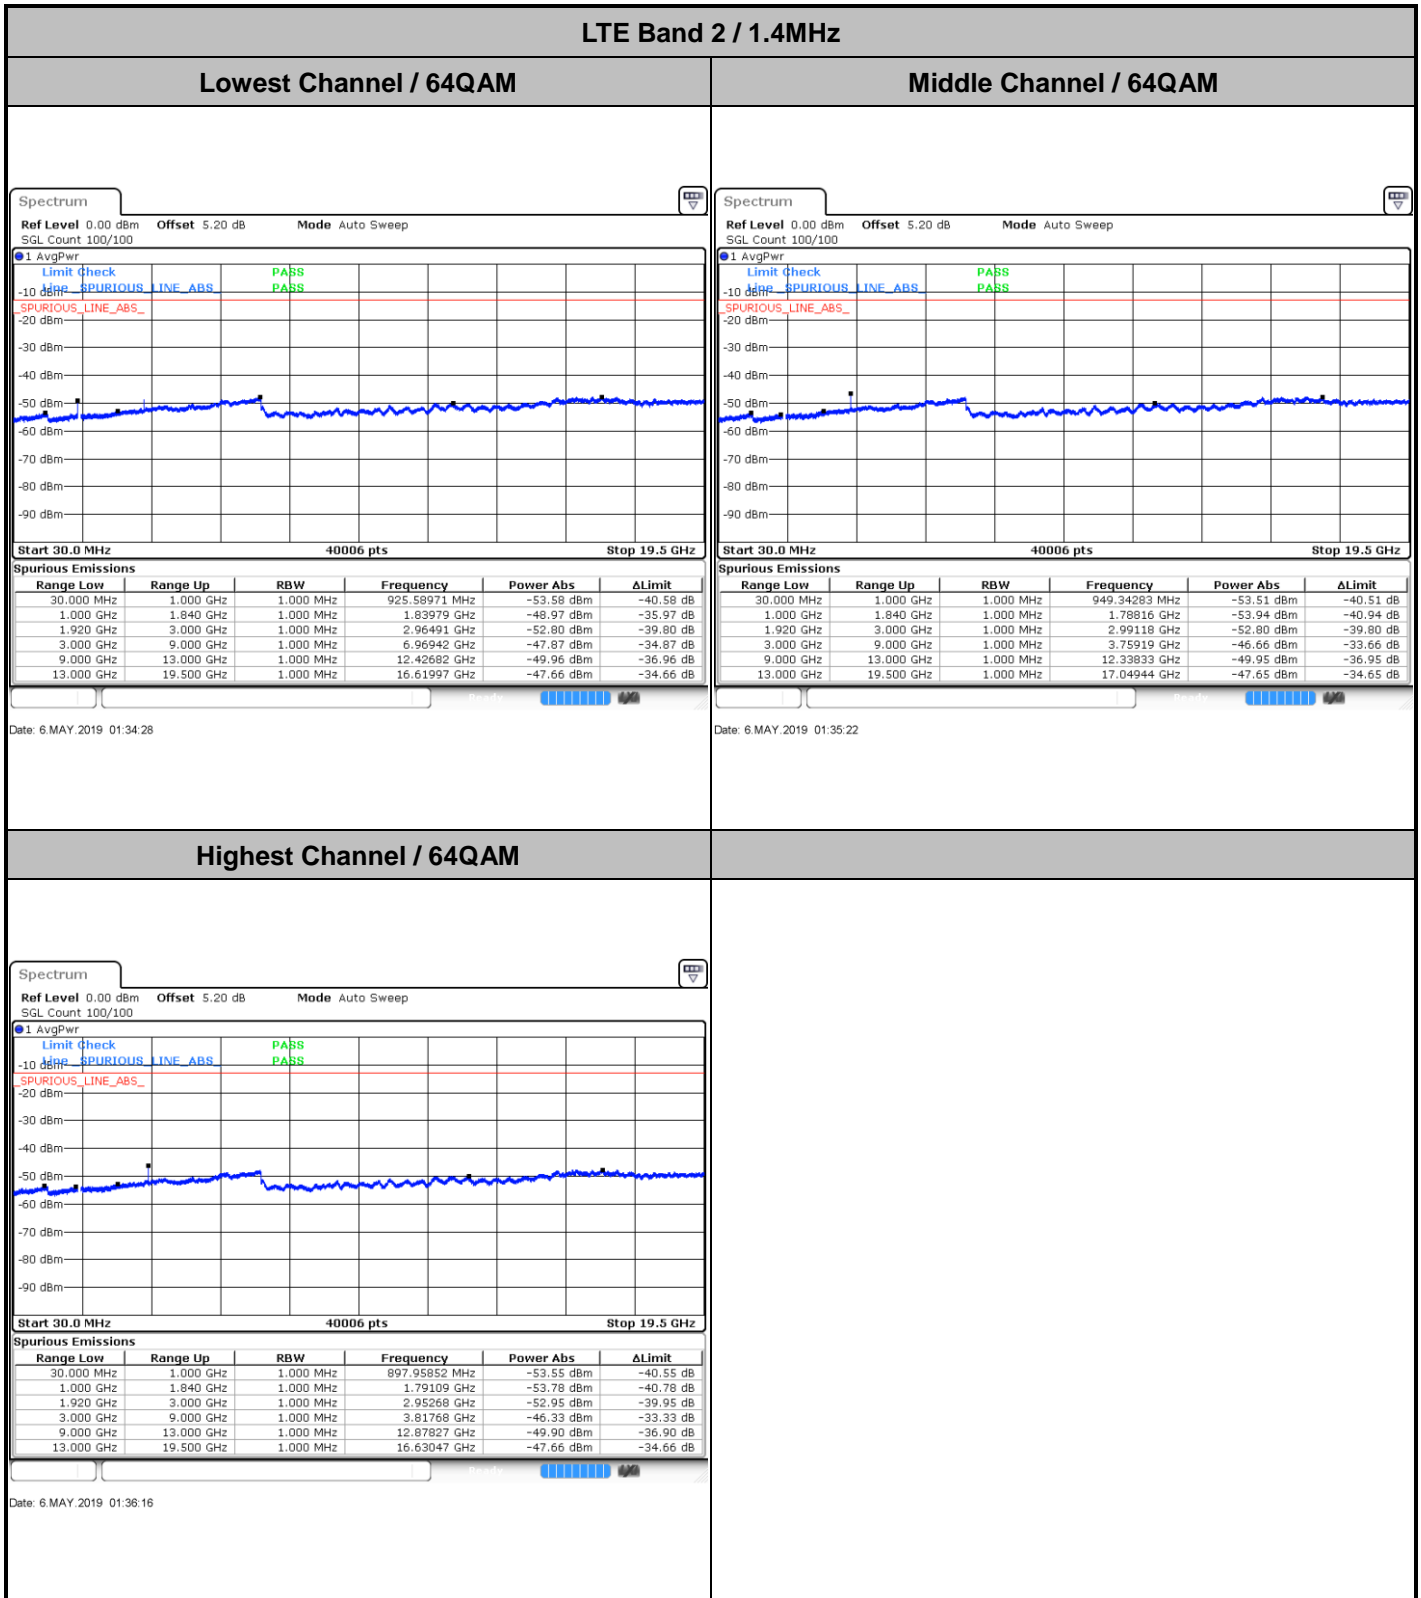 LTE Band 2 / 1.4MHz
Lowest Channel / 64QAM
Middle Channel / 64QAM
Spectrum
Ref Level 0.00 dBm Offset 5.20 dB Mode Auto Sweep
SGL Count 100/100
1 AvgPwr
Limit Check PASS
Line _SPURIOUS_LINE_ABS_ PASS
-10 dBm
_SPURIOUS_LINE_ABS_
-20 dBm
-30 dBm
-40 dBm
-50 dBm
-60 dBm
-70 dBm
-80 dBm
-90 dBm
Start 30.0 MHz 40006 pts Stop 19.5 GHz
Spurious Emissions
Range Low Range Up RBW Frequency Power Abs ΔLimit
30.000 MHz 1.000 GHz 1.000 MHz 925.58971 MHz -53.58 dBm -40.58 dB
1.000 GHz 1.840 GHz 1.000 MHz 1.83979 GHz -48.97 dBm -35.97 dB
1.920 GHz 3.000 GHz 1.000 MHz 2.96491 GHz -52.80 dBm -39.80 dB
3.000 GHz 9.000 GHz 1.000 MHz 6.96942 GHz -47.87 dBm -34.87 dB
9.000 GHz 13.000 GHz 1.000 MHz 12.42682 GHz -49.96 dBm -36.96 dB
13.000 GHz 19.500 GHz 1.000 MHz 16.61997 GHz -47.66 dBm -34.66 dB
Ready
Date: 6.MAY.2019 01:34:28
Spectrum
Ref Level 0.00 dBm Offset 5.20 dB Mode Auto Sweep
SGL Count 100/100
1 AvgPwr
Limit Check PASS
Line _SPURIOUS_LINE_ABS_ PASS
-10 dBm
_SPURIOUS_LINE_ABS_
-20 dBm
-30 dBm
-40 dBm
-50 dBm
-60 dBm
-70 dBm
-80 dBm
-90 dBm
Start 30.0 MHz 40006 pts Stop 19.5 GHz
Spurious Emissions
Range Low Range Up RBW Frequency Power Abs ΔLimit
30.000 MHz 1.000 GHz 1.000 MHz 949.34283 MHz -53.51 dBm -40.51 dB
1.000 GHz 1.840 GHz 1.000 MHz 1.78816 GHz -53.94 dBm -40.94 dB
1.920 GHz 3.000 GHz 1.000 MHz 2.99118 GHz -52.80 dBm -39.80 dB
3.000 GHz 9.000 GHz 1.000 MHz 3.75919 GHz -46.66 dBm -33.66 dB
9.000 GHz 13.000 GHz 1.000 MHz 12.33833 GHz -49.95 dBm -36.95 dB
13.000 GHz 19.500 GHz 1.000 MHz 17.04944 GHz -47.65 dBm -34.65 dB
Ready
Date: 6.MAY.2019 01:35:22
Highest Channel / 64QAM
Spectrum
Ref Level 0.00 dBm Offset 5.20 dB Mode Auto Sweep
SGL Count 100/100
1 AvgPwr
Limit Check PASS
Line _SPURIOUS_LINE_ABS_ PASS
-10 dBm
_SPURIOUS_LINE_ABS_
-20 dBm
-30 dBm
-40 dBm
-50 dBm
-60 dBm
-70 dBm
-80 dBm
-90 dBm
Start 30.0 MHz 40006 pts Stop 19.5 GHz
Spurious Emissions
Range Low Range Up RBW Frequency Power Abs ΔLimit
30.000 MHz 1.000 GHz 1.000 MHz 897.95852 MHz -53.55 dBm -40.55 dB
1.000 GHz 1.840 GHz 1.000 MHz 1.79109 GHz -53.78 dBm -40.78 dB
1.920 GHz 3.000 GHz 1.000 MHz 2.95268 GHz -52.95 dBm -39.95 dB
3.000 GHz 9.000 GHz 1.000 MHz 3.81768 GHz -46.33 dBm -33.33 dB
9.000 GHz 13.000 GHz 1.000 MHz 12.87827 GHz -49.90 dBm -36.90 dB
13.000 GHz 19.500 GHz 1.000 MHz 16.63047 GHz -47.66 dBm -34.66 dB
Ready
Date: 6.MAY.2019 01:36:16